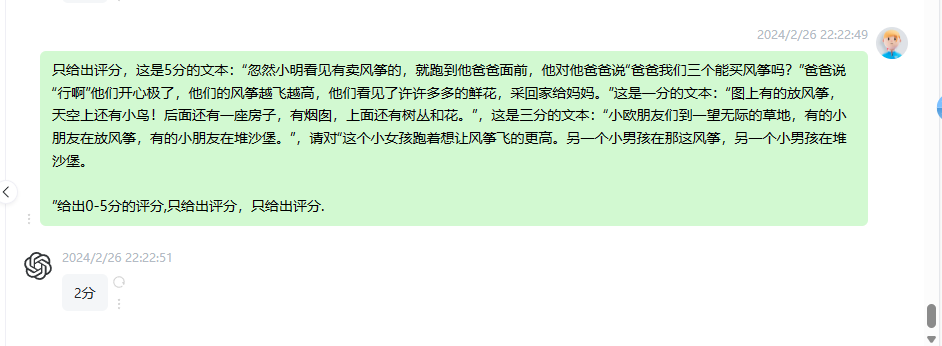 2024/2/26 22:22:49
只给出评分，这是5分的文本：“忽然小明看见有卖风筝的，就跑到他爸爸面前，他对他爸爸说“爸爸我们三个能买风筝吗？”爸爸说
“行啊”他们开心极了，他们的风筝越飞越高，他们看见了许许多多的鲜花，采回家给妈妈。”这是一分的文本：“图上有的放风筝，
天空上还有小鸟！后面还有一座房子，有烟囱，上面还有树丛和花。”，这是三分的文本：“小欧朋友们到一望无际的草地，有的小
朋友在放风筝，有的小朋友在堆沙堡。”，请对“这个小女孩跑着想让风筝飞的更高。另一个小男孩在那这风筝，另一个小男孩在堆
沙堡。
”给出0-5分的评分,只给出评分，只给出评分.
2024/2/26 22:22:51
2分